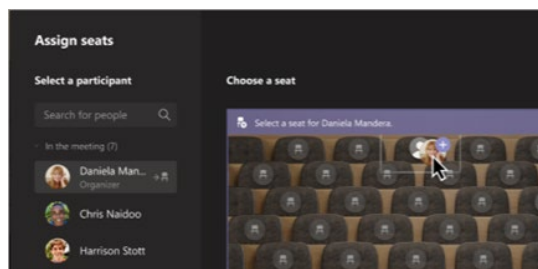 Assign seats
Select a participant
Choose a seat
Search for people
Select a seat for Daniela Mandera.
In the meeting (7)
Daniela Man...
Organizer
Chris Naidoo
Harrison Stott